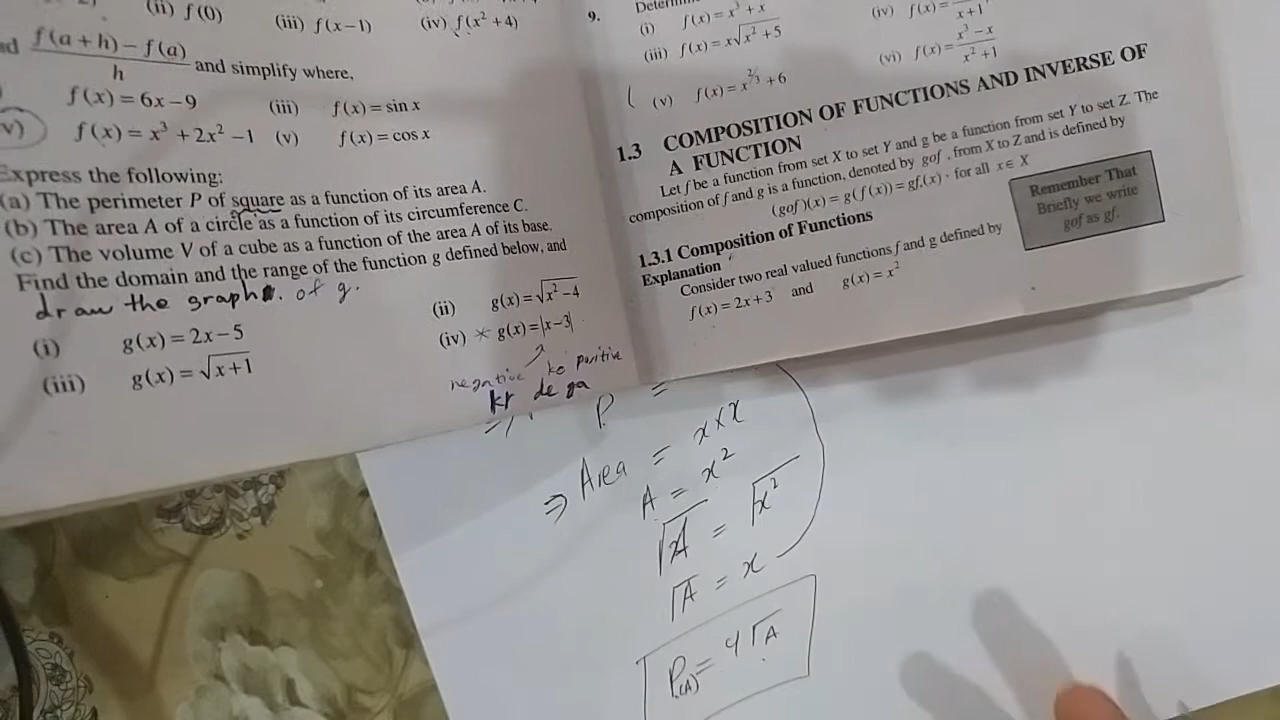 (ii) f(0) (iii) f(x−1) (iv) f(x² + 4)
f(a + h) − f(a) / h and simplify where,
f(x) = 6x − 9 (iii) f(x) = sin x
v) f(x) = x³ + 2x² − 1 (v) f(x) = cos x
Express the following:
(a) The perimeter P of square as a function of its area A.
(b) The area A of a circle as a function of its circumference C.
(c) The volume V of a cube as a function of the area A of its base.
Find the domain and the range of the function g defined below, and
draw the graph of g.
(i) g(x) = 2x − 5 (ii) g(x) = √(x² − 4)
(iii) g(x) = √(x + 1) (iv) * g(x) = |x − 3|
negative ko positive
kr de ga
9.
(i) f(x) = x³ + x
(iii) f(x) = x√(x² + 5) (iv) f(x) = x + 1
(v) f(x) = x^(2/3) + 6 (vi) f(x) = (x³ − x) / (x² + 1)
1.3 COMPOSITION OF FUNCTIONS AND INVERSE OF
A FUNCTION
Let f be a function from set X to set Y and g be a function from set Y to set Z. The
composition of f and g is a function, denoted by gof , from X to Z and is defined by
(gof)(x) = g(f(x)) = gf.(x) · for all x ∈ X
Remember That
Briefly we write
gof as gf.
1.3.1 Composition of Functions
Explanation
Consider two real valued functions f and g defined by
f(x) = 2x + 3 and g(x) = x²
P =
⇒ Area = x × x
A = x²
√A = √x²
√A = x
P(A) = 4√A